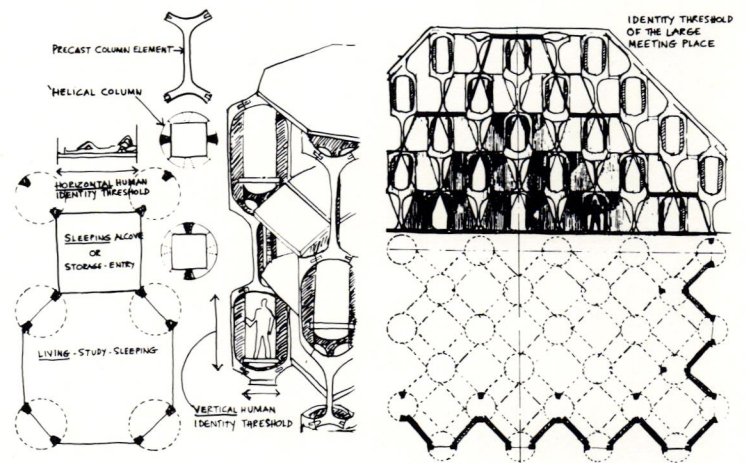 PRECAST COLUMN ELEMENT
HELICAL COLUMN
HORIZONTAL HUMAN
IDENTITY THRESHOLD
SLEEPING ALCOVE
OR
STORAGE-ENTRY
LIVING-STUDY-SLEEPING
VERTICAL HUMAN
IDENTITY THRESHOLD
IDENTITY THRESHOLD
OF THE LARGE
MEETING PLACE